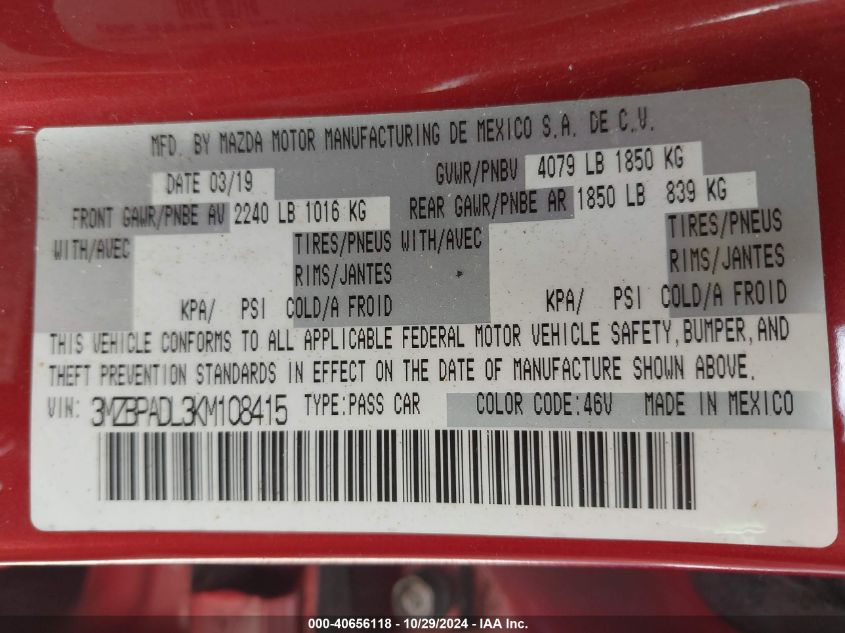 MFD. BY MAZDA MOTOR MANUFACTURING DE MEXICO S.A. DE C.V.
DATE 03/19 GVWR/PNBV 4079 LB 1850 KG
FRONT GAWR/PNBE AV 2240 LB 1016 KG REAR GAWR/PNBE AR 1850 LB 839 KG
WITH/AVEC TIRES/PNEUS WITH/AVEC TIRES/PNEUS
RIMS/JANTES RIMS/JANTES
KPA/ PSI COLD/A FROID KPA/ PSI COLD/A FROID
THIS VEHICLE CONFORMS TO ALL APPLICABLE FEDERAL MOTOR VEHICLE SAFETY, BUMPER, AND
THEFT PREVENTION STANDARDS IN EFFECT ON THE DATE OF MANUFACTURE SHOWN ABOVE.
VIN: 3MZBPADL3KM108415 TYPE:PASS CAR COLOR CODE:46V MADE IN MEXICO
000-40656118 - 10/29/2024 - IAA Inc.